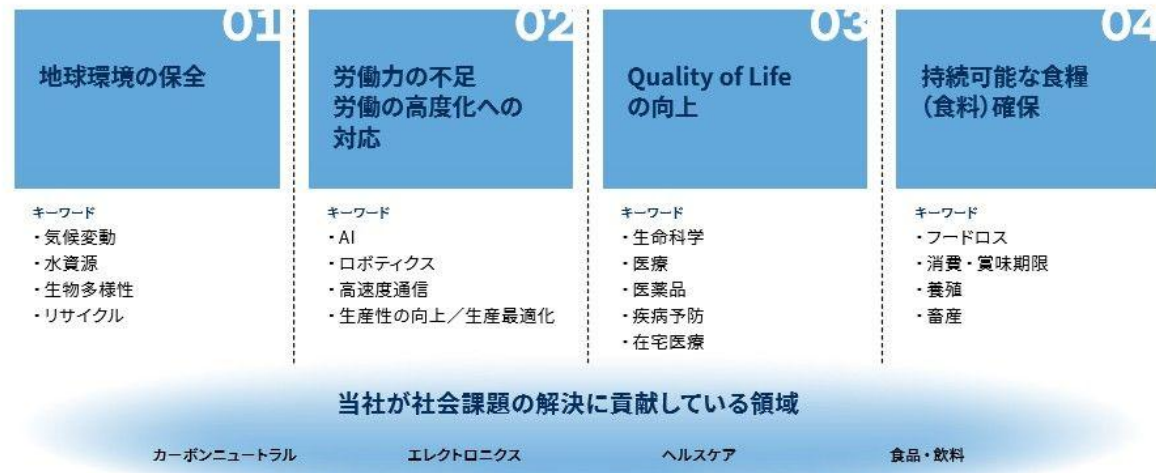 01
地球環境の保全
キーワード
・気候変動
・水資源
・生物多様性
・リサイクル
02
労働力の不足
労働の高度化への
対応
キーワード
・AI
・ロボティクス
・高速度通信
・生産性の向上／生産最適化
03
Quality of Life
の向上
キーワード
・生命科学
・医療
・医薬品
・疾病予防
・在宅医療
04
持続可能な食糧
（食料）確保
キーワード
・フードロス
・消費・賞味期限
・養殖
・畜産
当社が社会課題の解決に貢献している領域
カーボンニュートラル
エレクトロニクス
ヘルスケア
食品・飲料